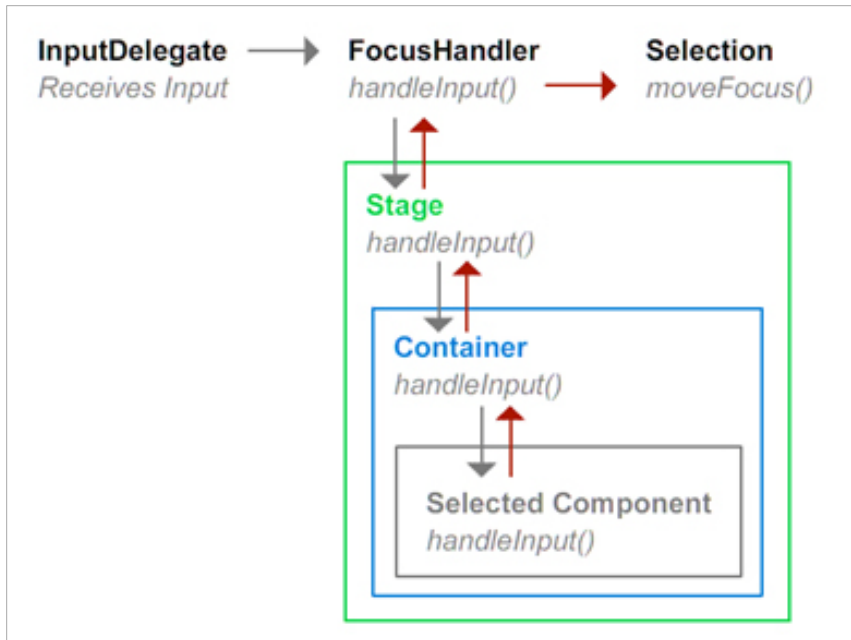 InputDelegate
Receives Input
FocusHandler
handleInput()
Selection
moveFocus()
Stage
handleInput()
Container
handleInput()
Selected Component
handleInput()